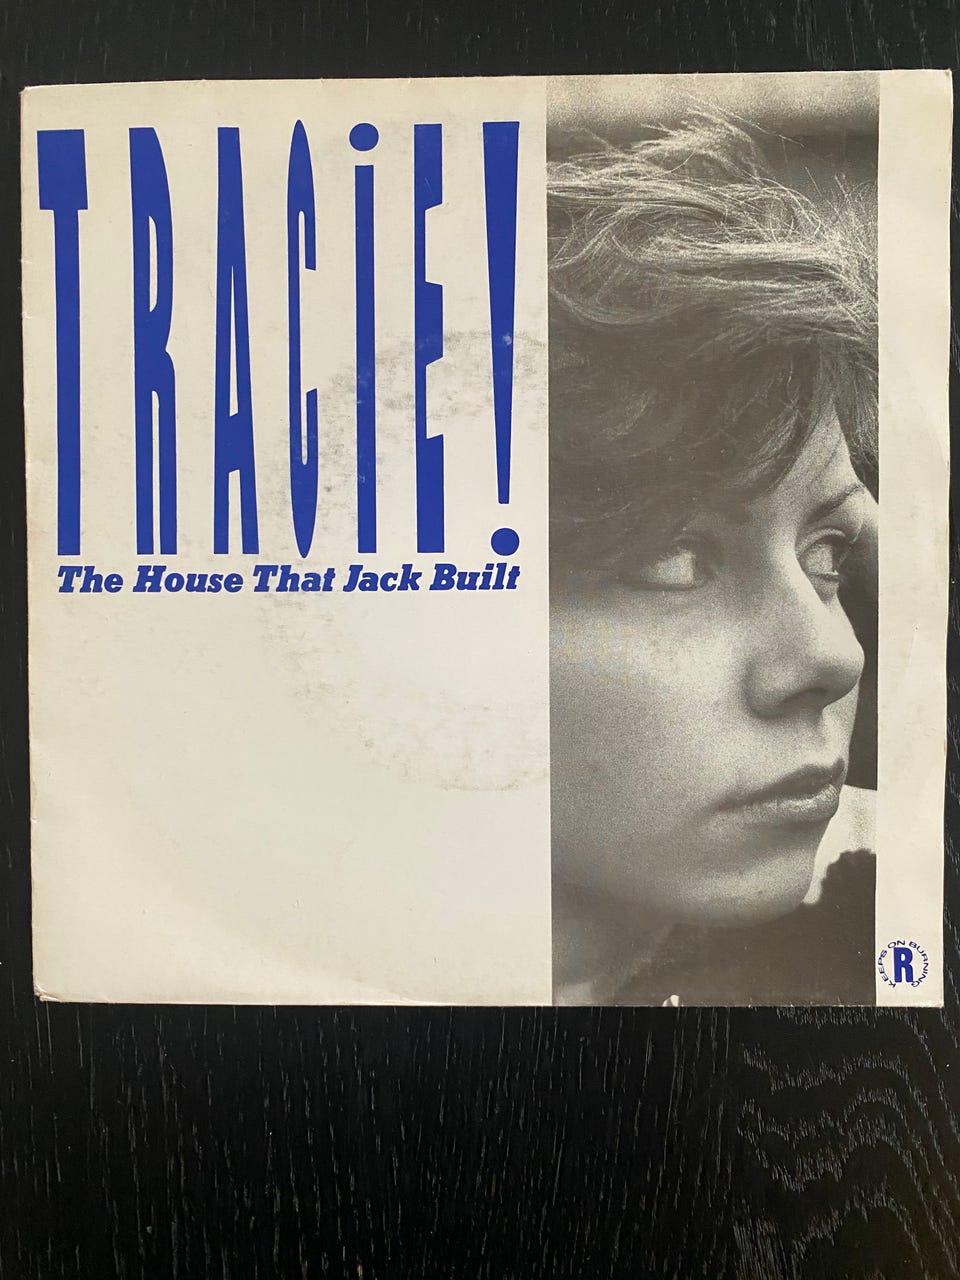 TRACiE!
The House That Jack Built
KEEPS ON BURNING
R